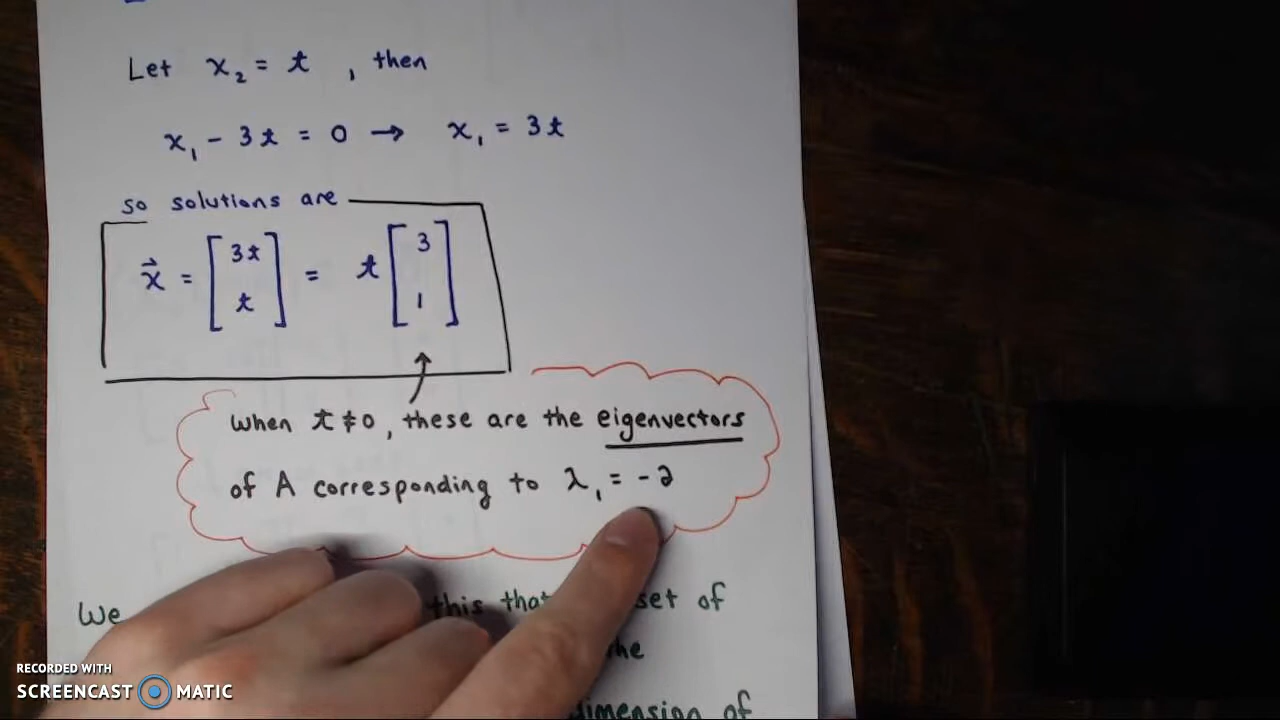 Let x₂ = t , then
x₁ - 3t = 0 → x₁ = 3t
so solutions are
x⃗ = [3t t] = t [3 1]
When t ≠ 0, these are the eigenvectors
of A corresponding to λ₁ = -2
We this that set of
the
dimension of
RECORDED WITH
SCREENCAST MATIC